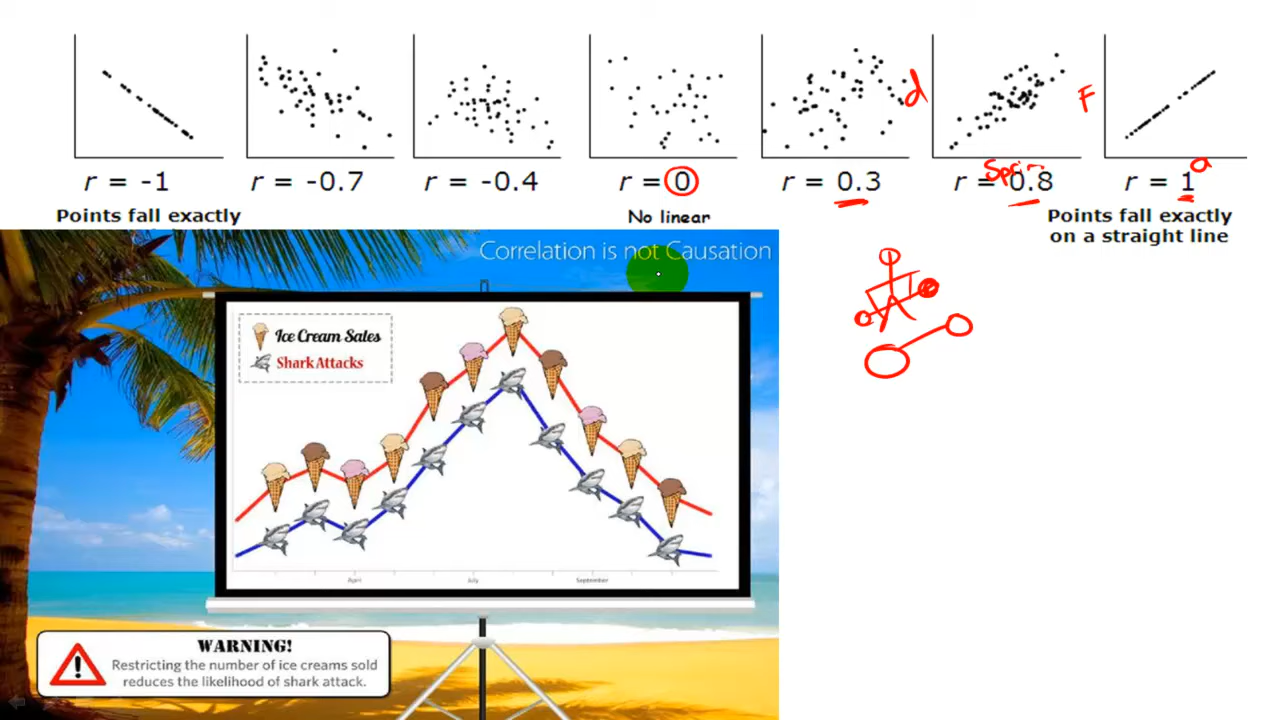 d
F
Spri
a
r = -1
r = -0.7
r = -0.4
r = 0
r = 0.3
r = 0.8
r = 1
Points fall exactly
No linear
Points fall exactly
on a straight line
Correlation is not Causation
Ice Cream Sales
Shark Attacks
April
July
September
WARNING!
Restricting the number of ice creams sold
reduces the likelihood of shark attack.